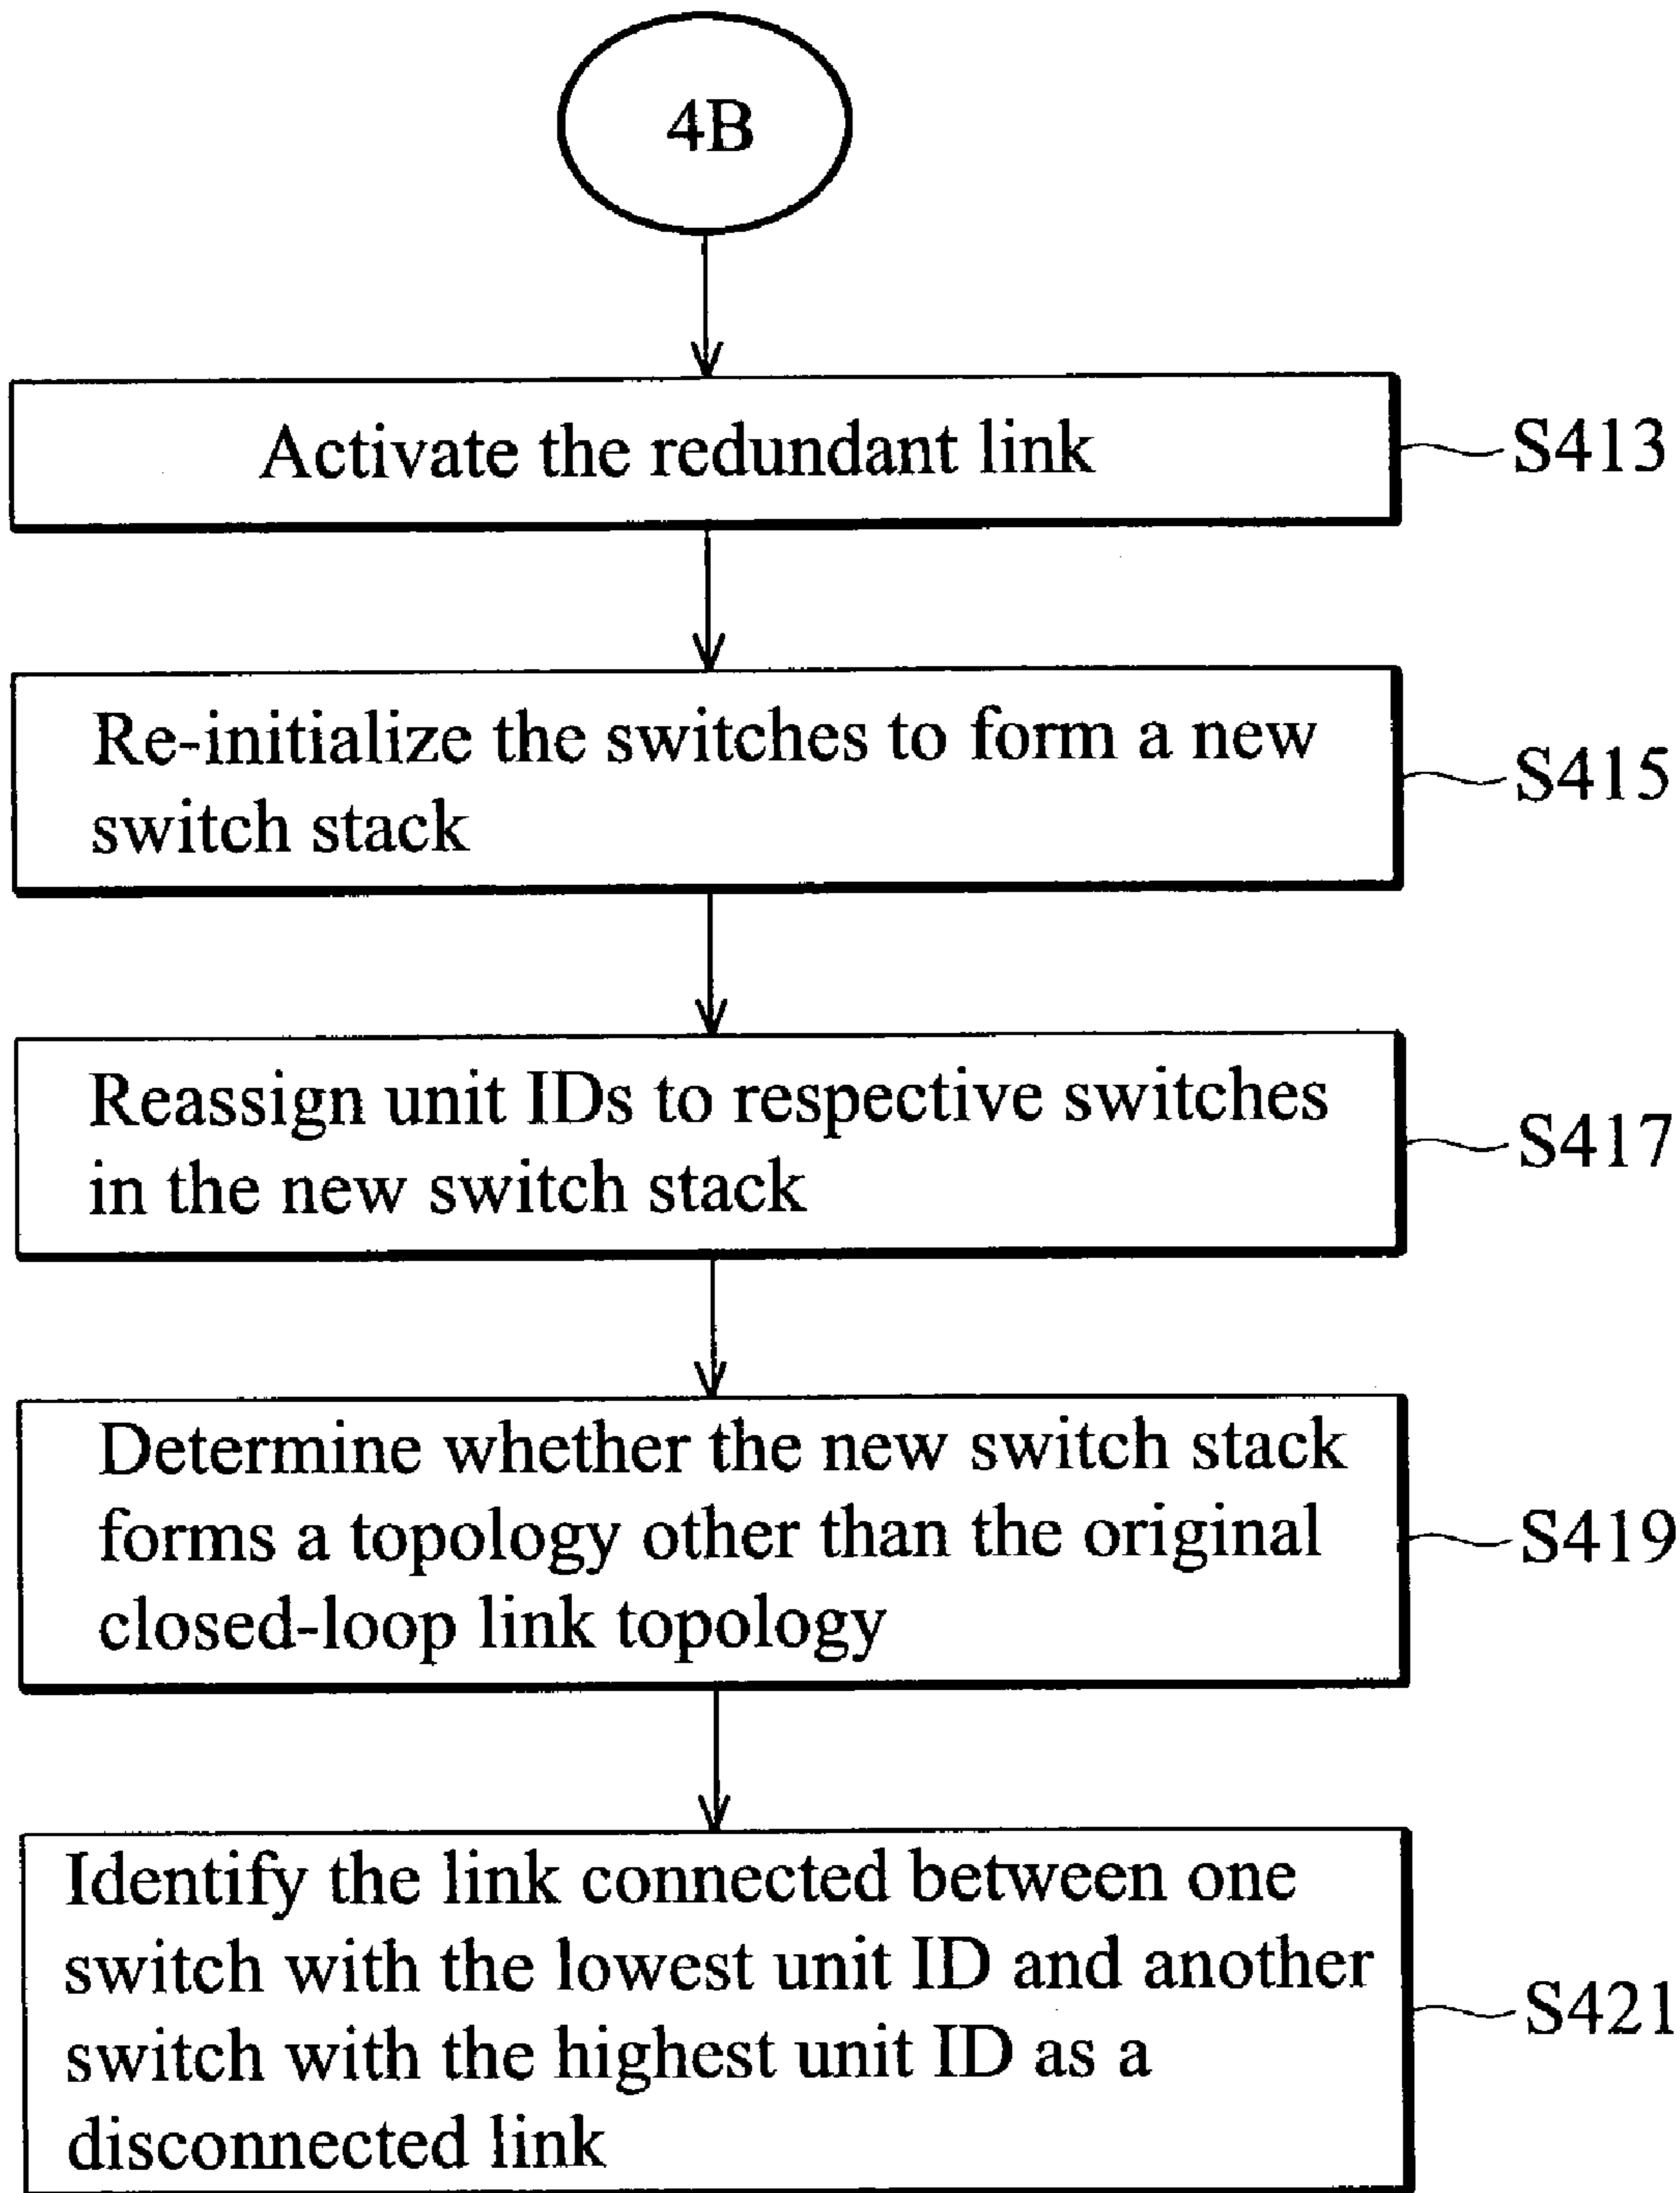 4B
Activate the redundant link
S413
Re-initialize the switches to form a new
switch stack
S415
Reassign unit IDs to respective switches
in the new switch stack
S417
Determine whether the new switch stack
forms a topology other than the original
closed-loop link topology
S419
Identify the link connected between one
switch with the lowest unit ID and another
switch with the highest unit ID as a
disconnected link
S421